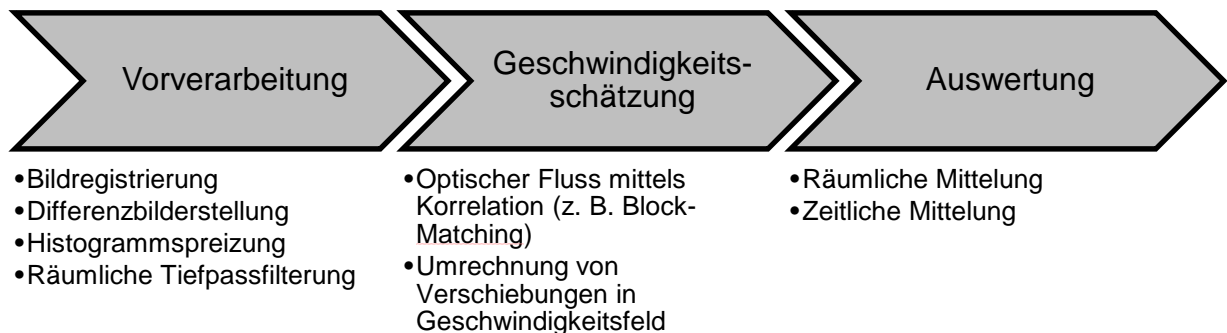 Vorverarbeitung
•Bildregistrierung
•Differenzbilderstellung
•Histogrammspreizung
•Räumliche Tiefpassfilterung
Geschwindigkeits-
schätzung
•Optischer Fluss mittels
Korrelation (z. B. Block-
Matching)
•Umrechnung von
Verschiebungen in
Geschwindigkeitsfeld
Auswertung
•Räumliche Mittelung
•Zeitliche Mittelung